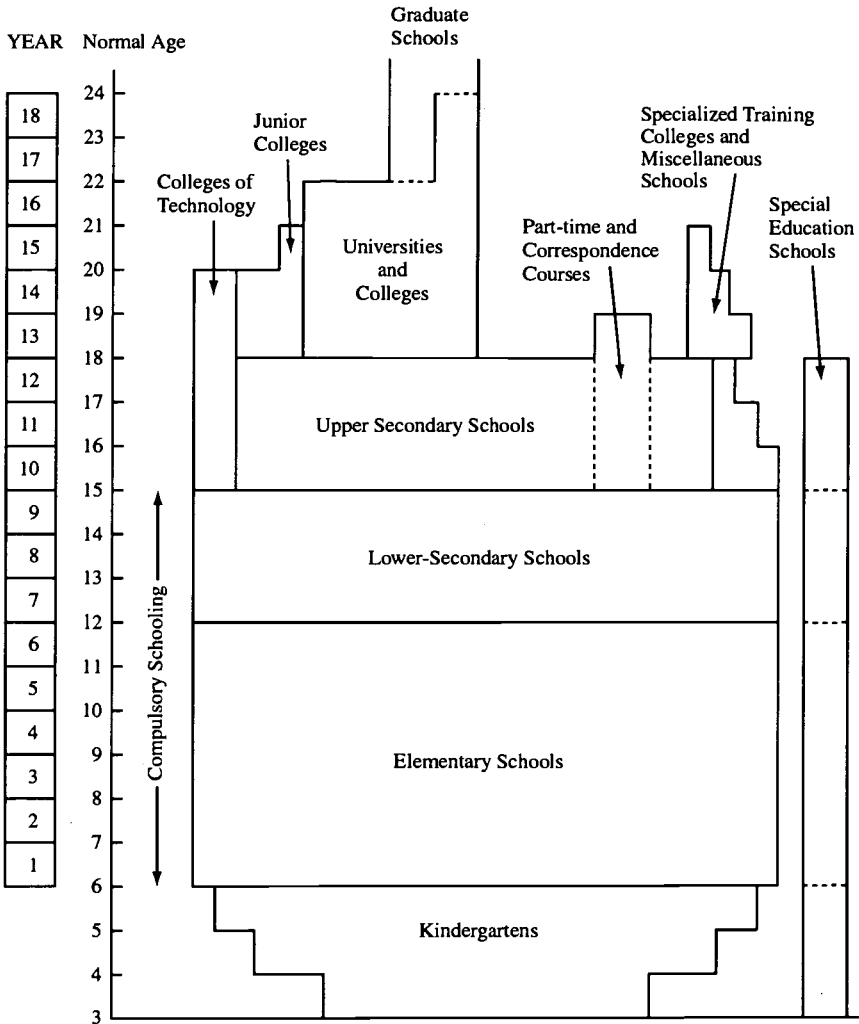 Graduate
Schools
YEAR Normal Age
24
18
23
17
22
16
21
15
20
14
19
13
18
12
17
11
16
10
15
9
14
8
13
7
12
6
11
5
10
4
9
3
8
2
7
1
6
5
4
3
Junior
Colleges
Colleges of
Technology
Universities
and
Colleges
Part-time and
Correspondence
Courses
Specialized Training
Colleges and
Miscellaneous
Schools
Special
Education
Schools
Upper Secondary Schools
Lower-Secondary Schools
Compulsory Schooling
Elementary Schools
Kindergartens